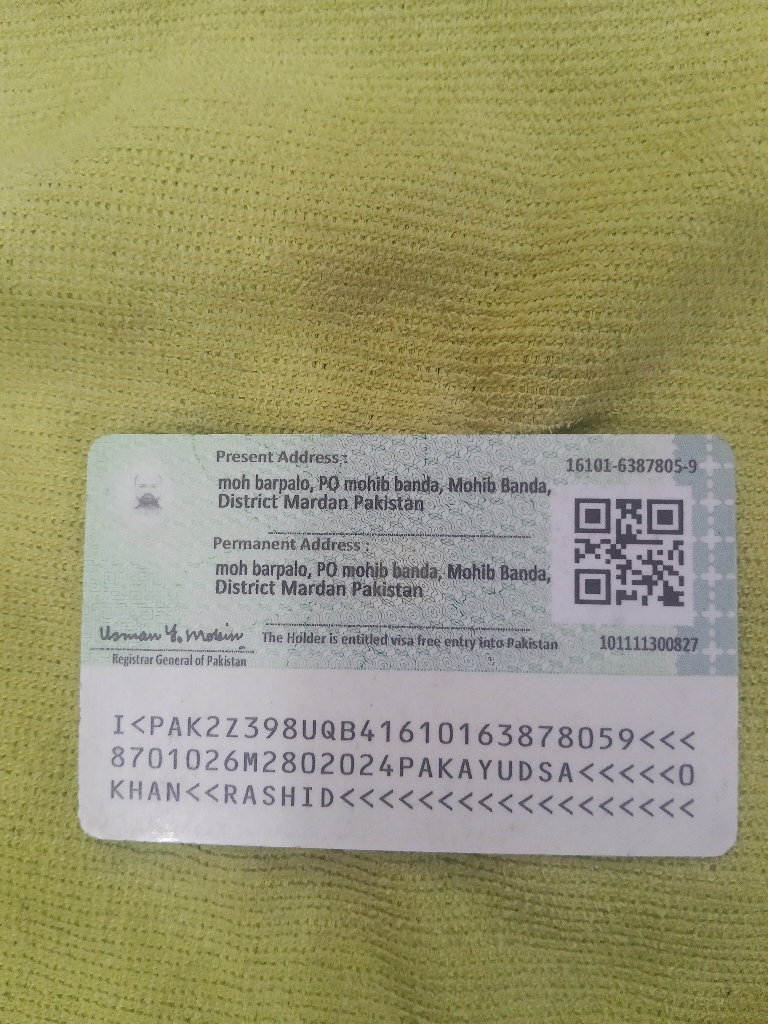 Present Address :
16101-6387805-9
moh barpalo, PO mohib banda, Mohib Banda,
District Mardan Pakistan
Permanent Address :
moh barpalo, PO mohib banda, Mohib Banda,
District Mardan Pakistan
Usman Y. Mobin
The Holder is entitled visa free entry into Pakistan
101111300827
Registrar General of Pakistan
I<PAK2Z398UQB41610163878059<<<
8701026M2802024PAKAYUDSA<<<<<0
KHAN<<RASHID<<<<<<<<<<<<<<<<<<